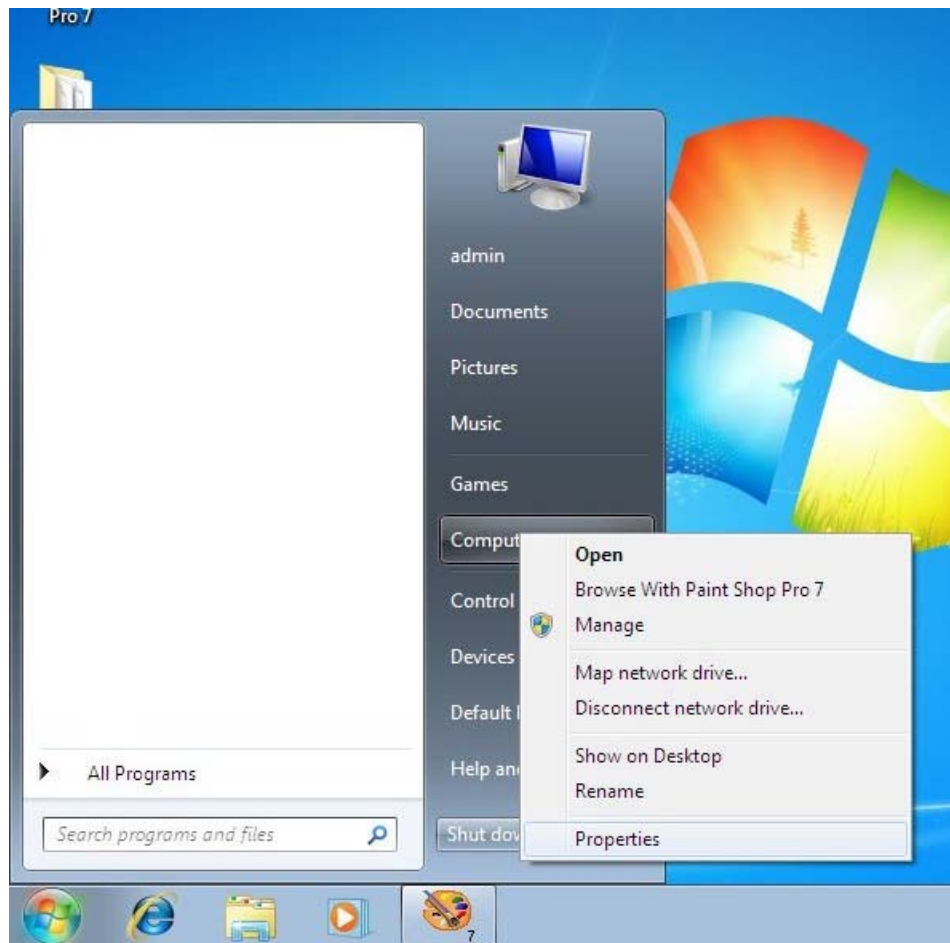 Pro 7
admin
Documents
Pictures
Music
Games
Comput
Control
Devices
Default
Help an
Shut dow
Open
Browse With Paint Shop Pro 7
Manage
Map network drive...
Disconnect network drive...
Show on Desktop
Rename
Properties
All Programs
Search programs and files
7